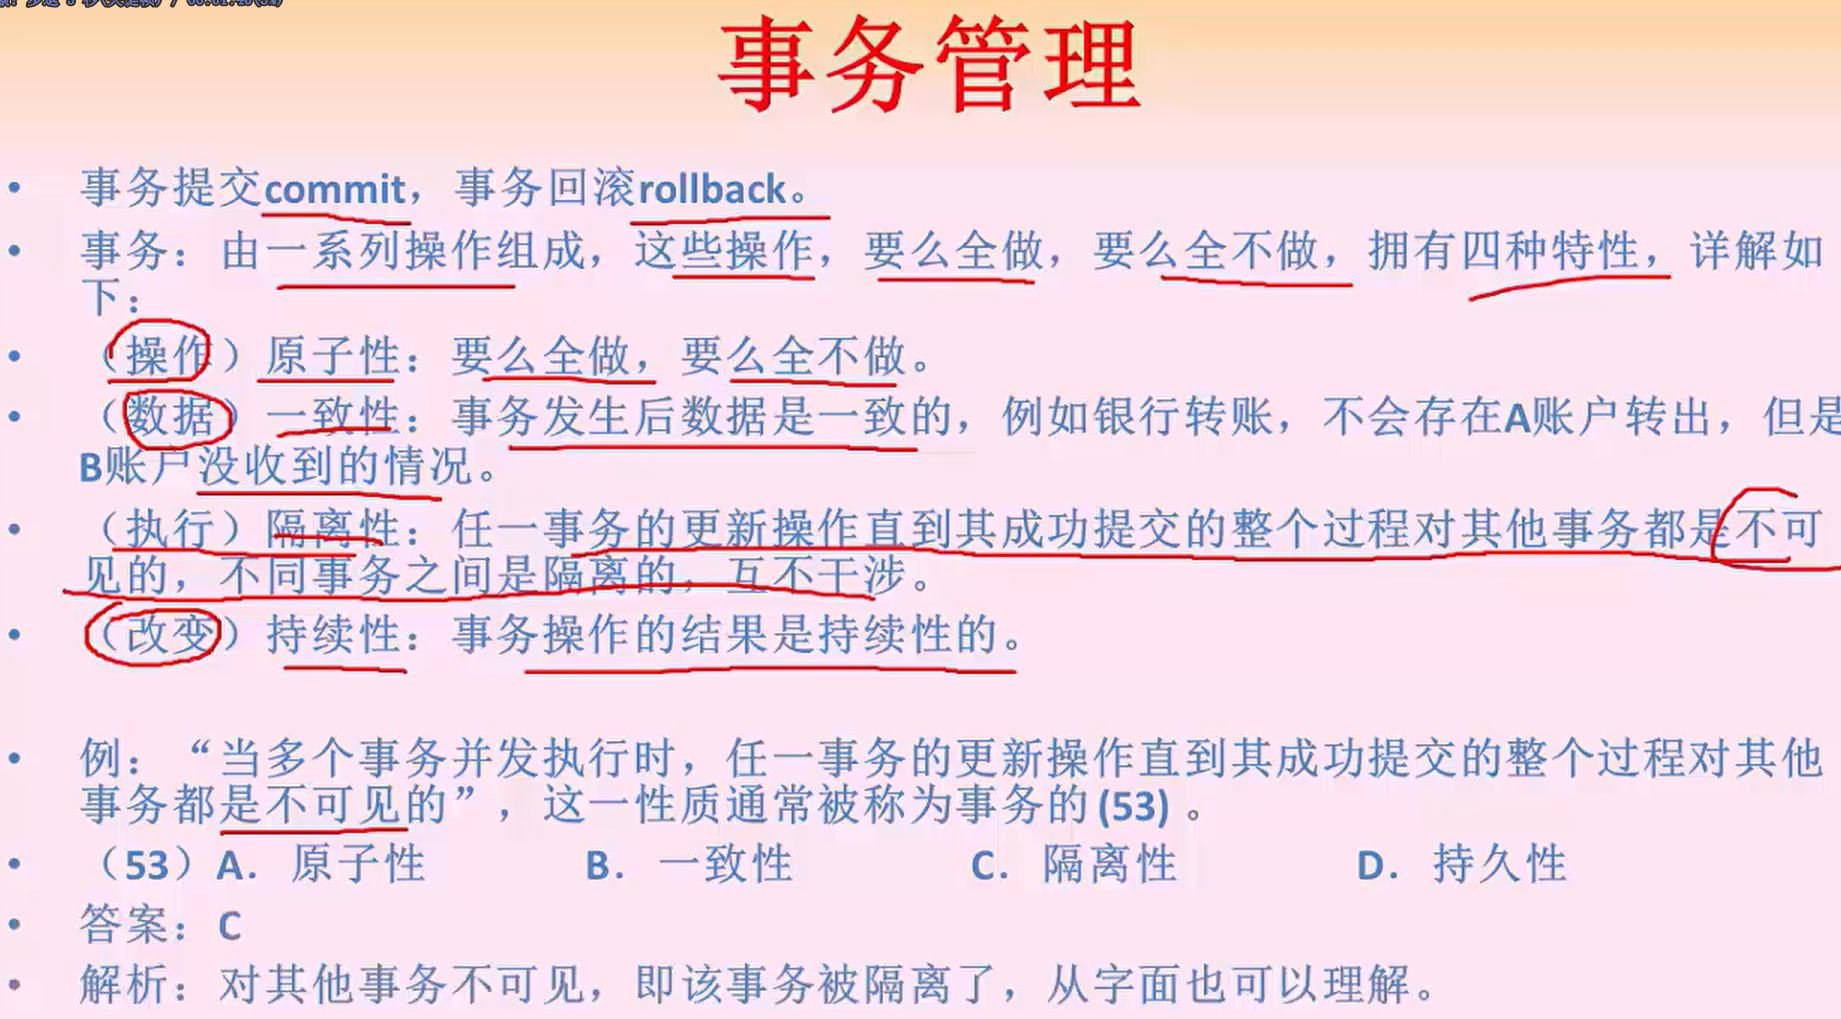 事务管理
• 事务提交commit，事务回滚rollback。
• 事务：由一系列操作组成，这些操作，要么全做，要么全不做，拥有四种特性，详解如
下：
• （操作）原子性：要么全做，要么全不做。
• （数据）一致性：事务发生后数据是一致的，例如银行转账，不会存在A账户转出，但是
B账户没收到的情况。
• （执行）隔离性：任一事务的更新操作直到其成功提交的整个过程对其他事务都是不可
见的，不同事务之间是隔离的，互不干涉。
• （改变）持续性：事务操作的结果是持续性的。
• 例：“当多个事务并发执行时，任一事务的更新操作直到其成功提交的整个过程对其他
事务都是不可见的”，这一性质通常被称为事务的(53) 。
• （53）A．原子性 B．一致性 C．隔离性 D．持久性
• 答案：C
• 解析：对其他事务不可见，即该事务被隔离了，从字面也可以理解。